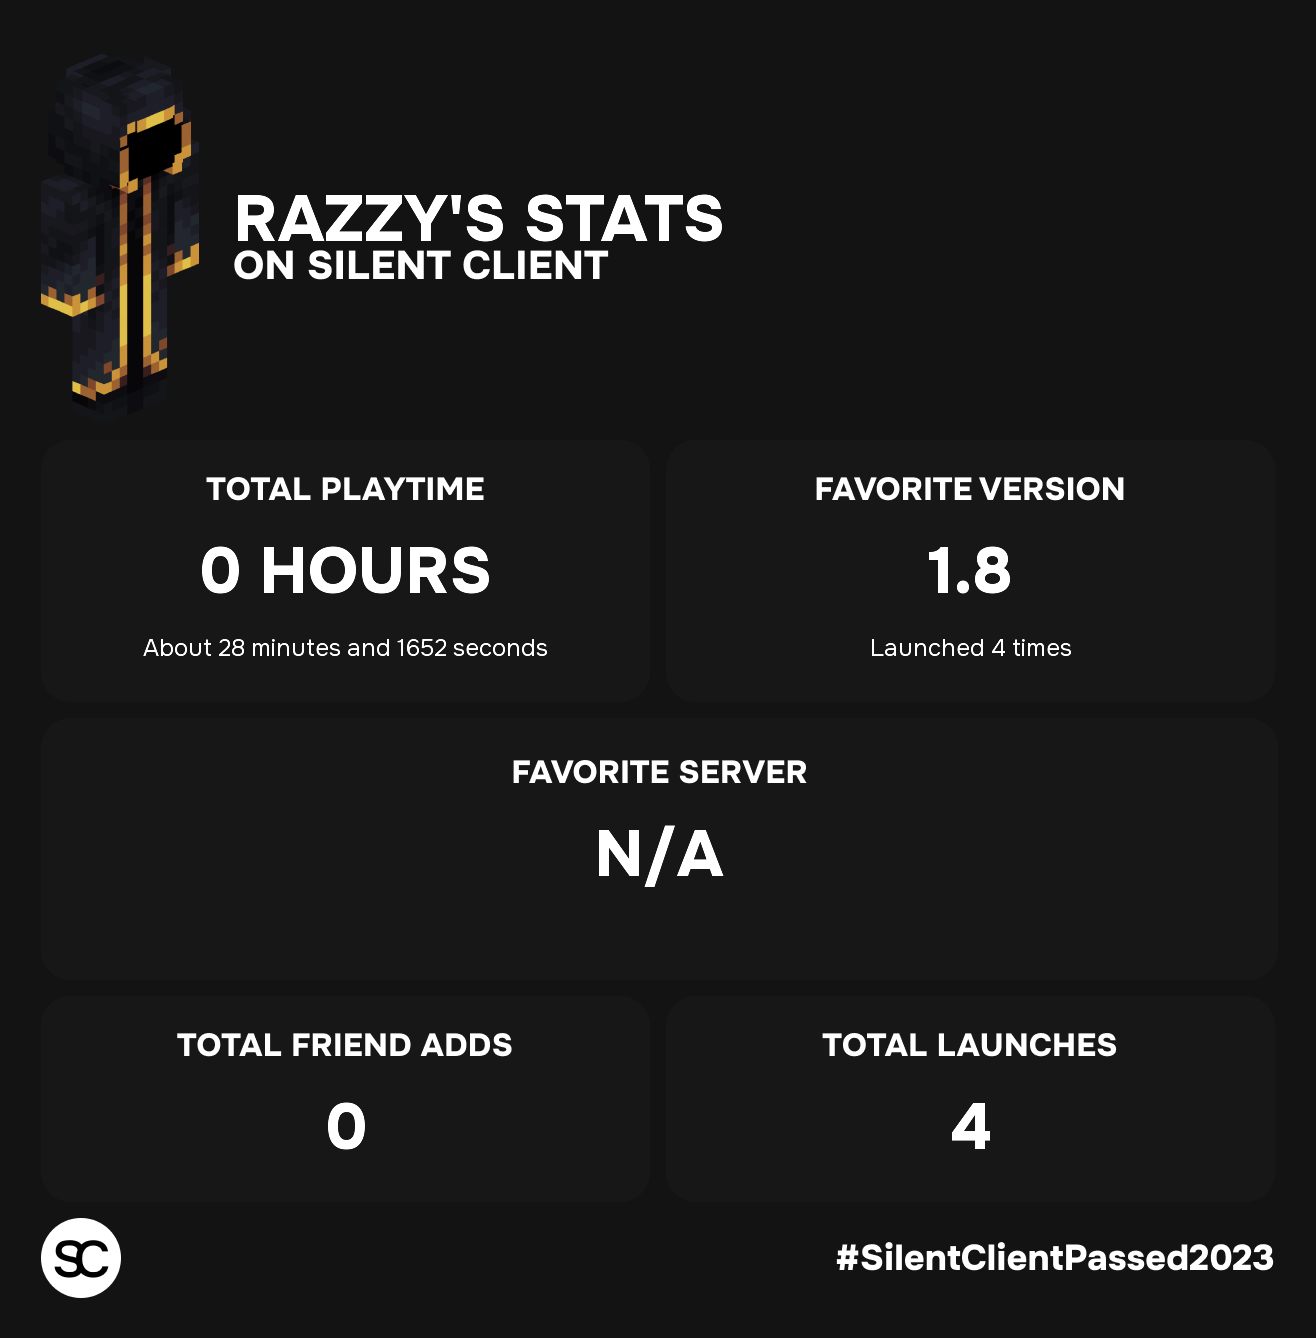 RAZZY'S STATS
ON SILENT CLIENT
TOTAL PLAYTIME
0 HOURS
About 28 minutes and 1652 seconds
FAVORITE VERSION
1.8
Launched 4 times
FAVORITE SERVER
N/A
TOTAL FRIEND ADDS
0
TOTAL LAUNCHES
4
SC
#SilentClientPassed2023